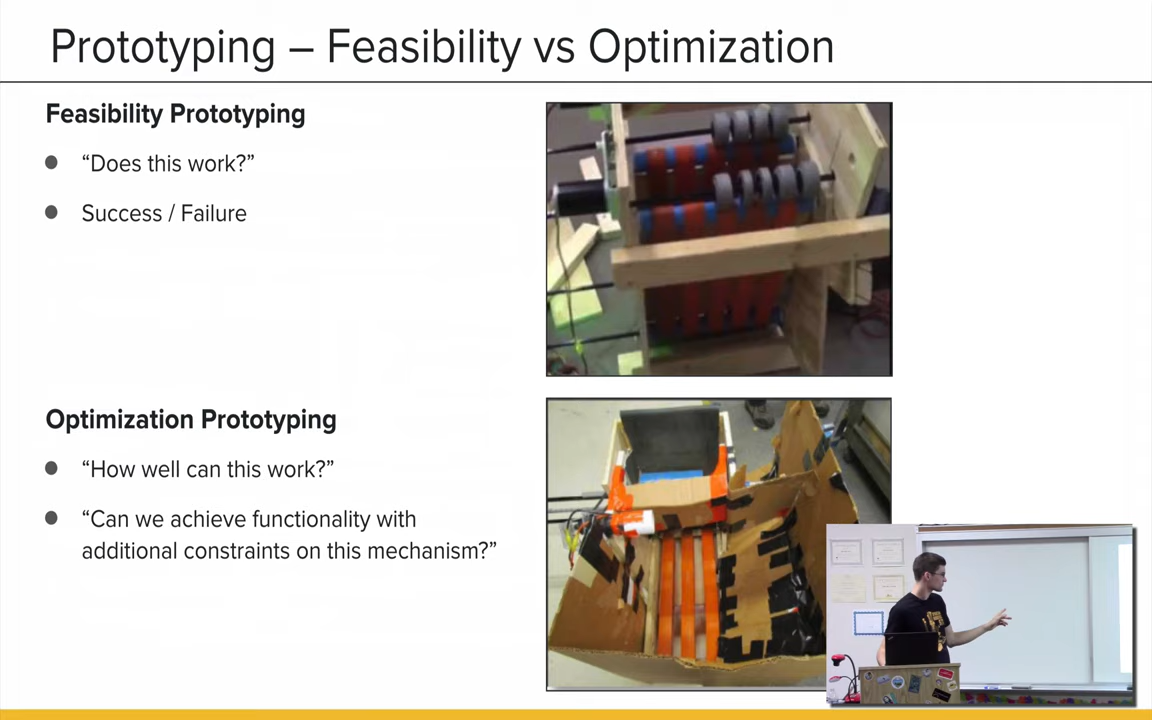 Prototyping – Feasibility vs Optimization
Feasibility Prototyping
“Does this work?”
Success / Failure
Optimization Prototyping
“How well can this work?”
“Can we achieve functionality with
additional constraints on this mechanism?”